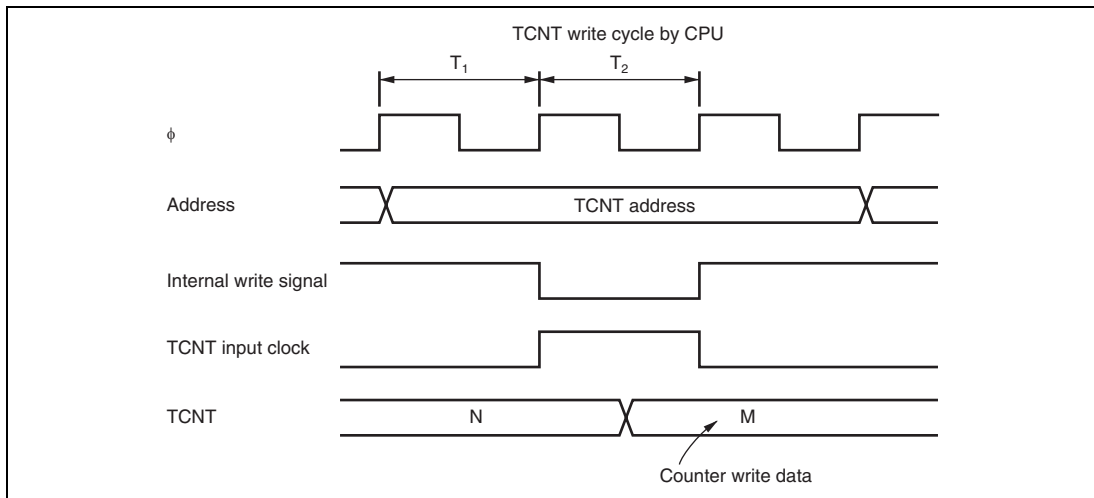 TCNT write cycle by CPU
T₁ T₂
ϕ
Address TCNT address
Internal write signal
TCNT input clock
TCNT N M
Counter write data